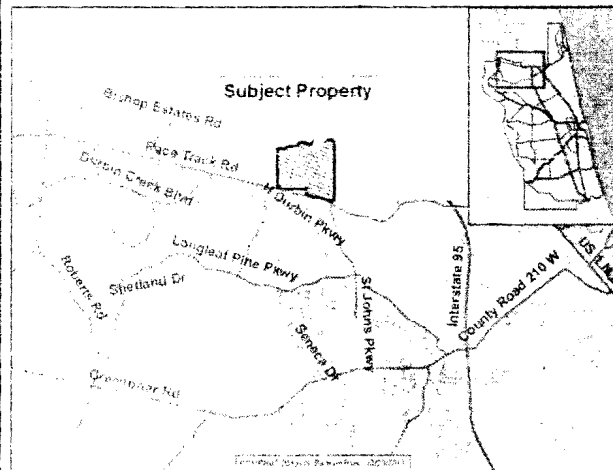 Subject Property
Bishop Estates Rd
Race Track Rd
Durbin Creek Blvd
N Durbin Pkwy
Longleaf Pine Pkwy
Roberts Rd
Shetland Dr
St Johns Pkwy
Interstate 95
County Road 210 W
US 1 N
Seneca Dr
Greenbriar Rd